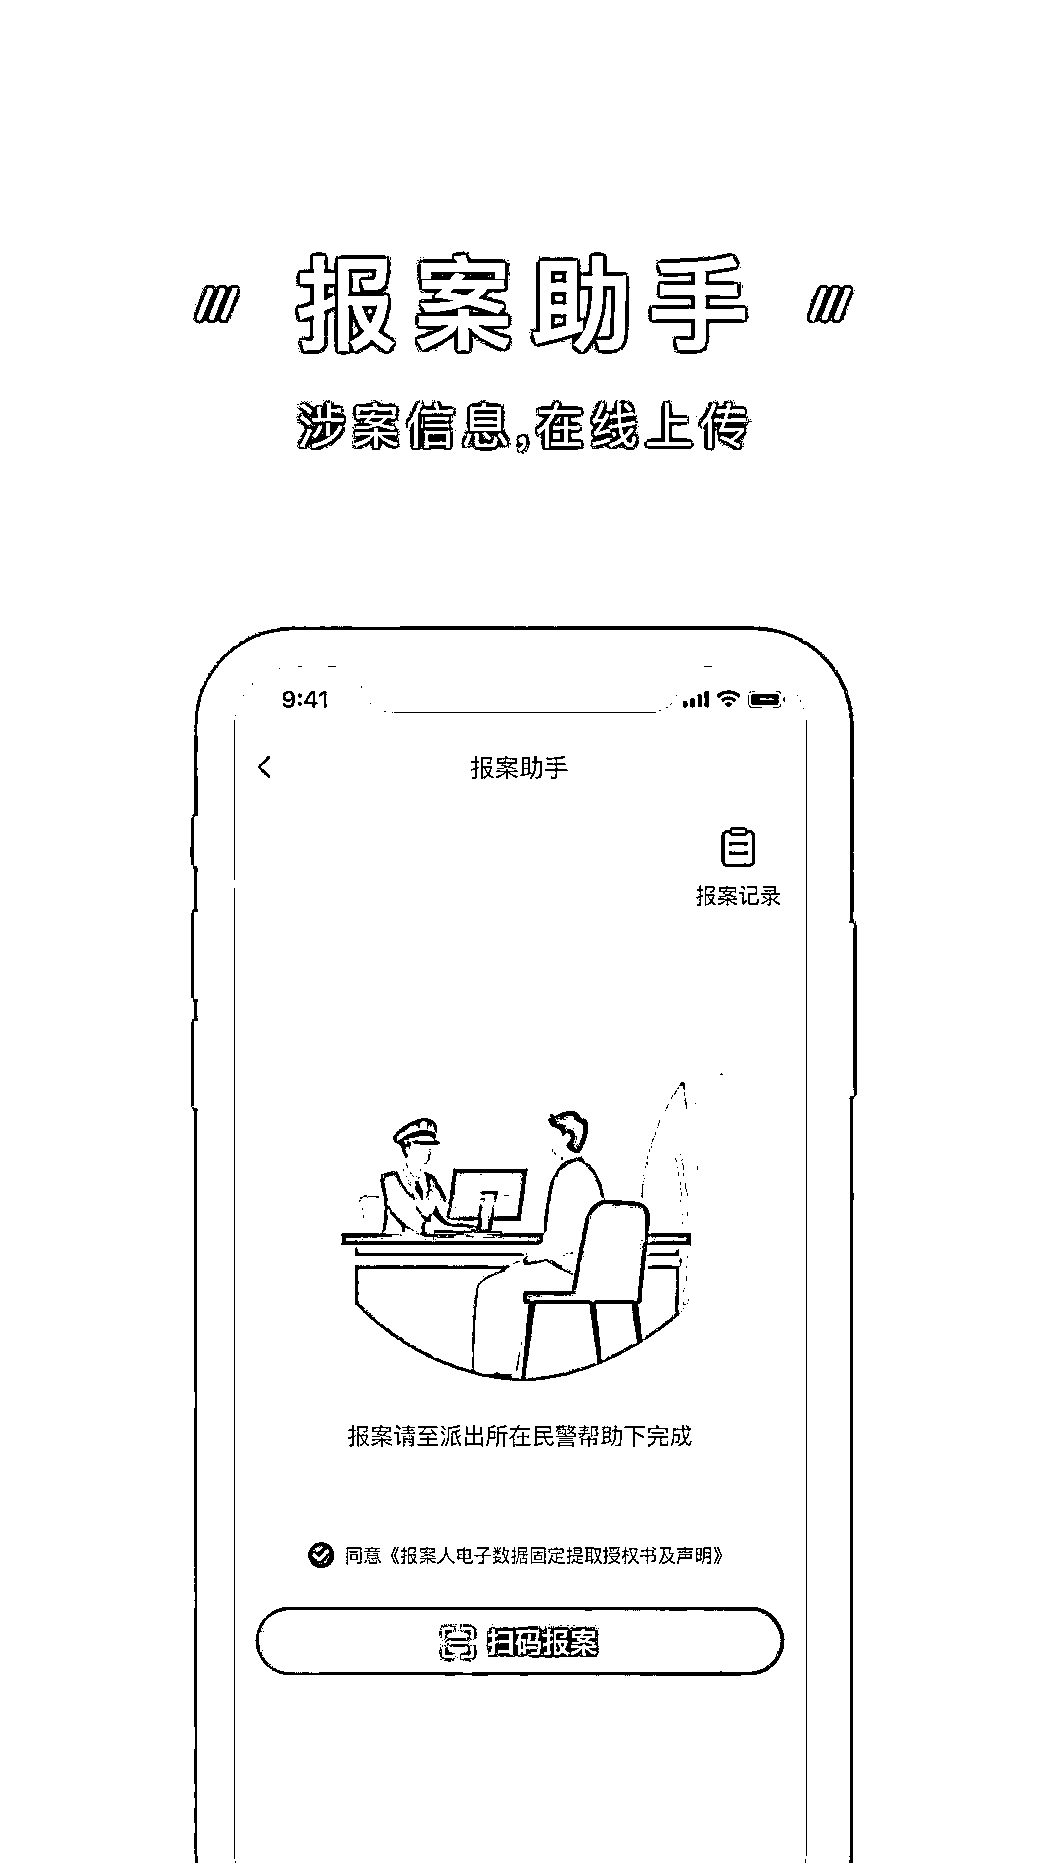 报案助手
涉案信息,在线上传
9:41
报案助手
报案记录
报案请至派出所在民警帮助下完成
同意《报案人电子数据固定提取授权书及声明》
扫码报案